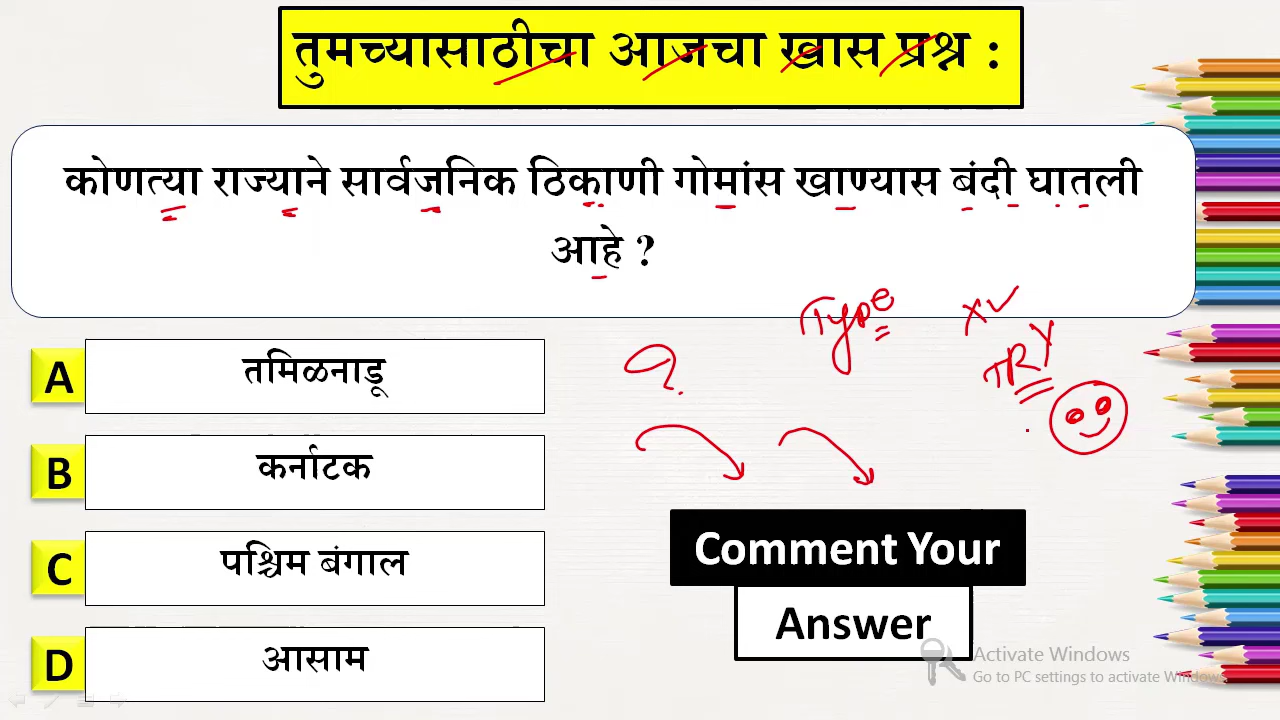 तुमच्यासाठीचा आजचा खास प्रश्न :
कोणत्या राज्याने सार्वजनिक ठिकाणी गोमांस खाण्यास बंदी घातली
आहे ?
Type
TRY
?
A तमिळनाडू
B कर्नाटक
C पश्चिम बंगाल
D आसाम
Comment Your
Answer
Activate Windows
Go to PC settings to activate Windows.